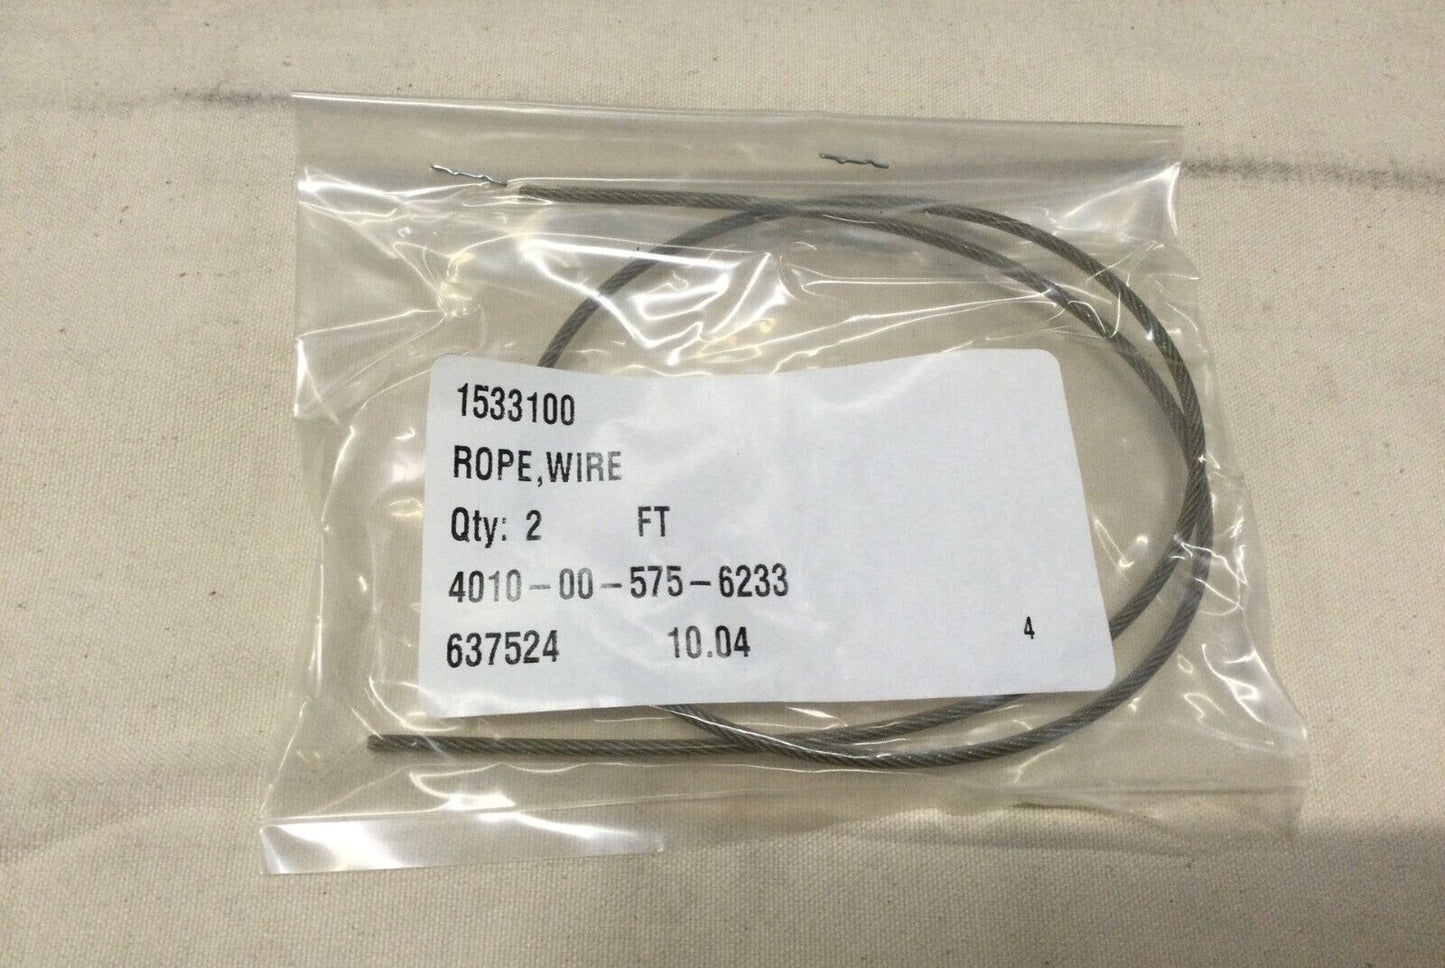 1533100
ROPE,WIRE
Qty: 2 FT
4010-00-575-6233
637524 10.04 4